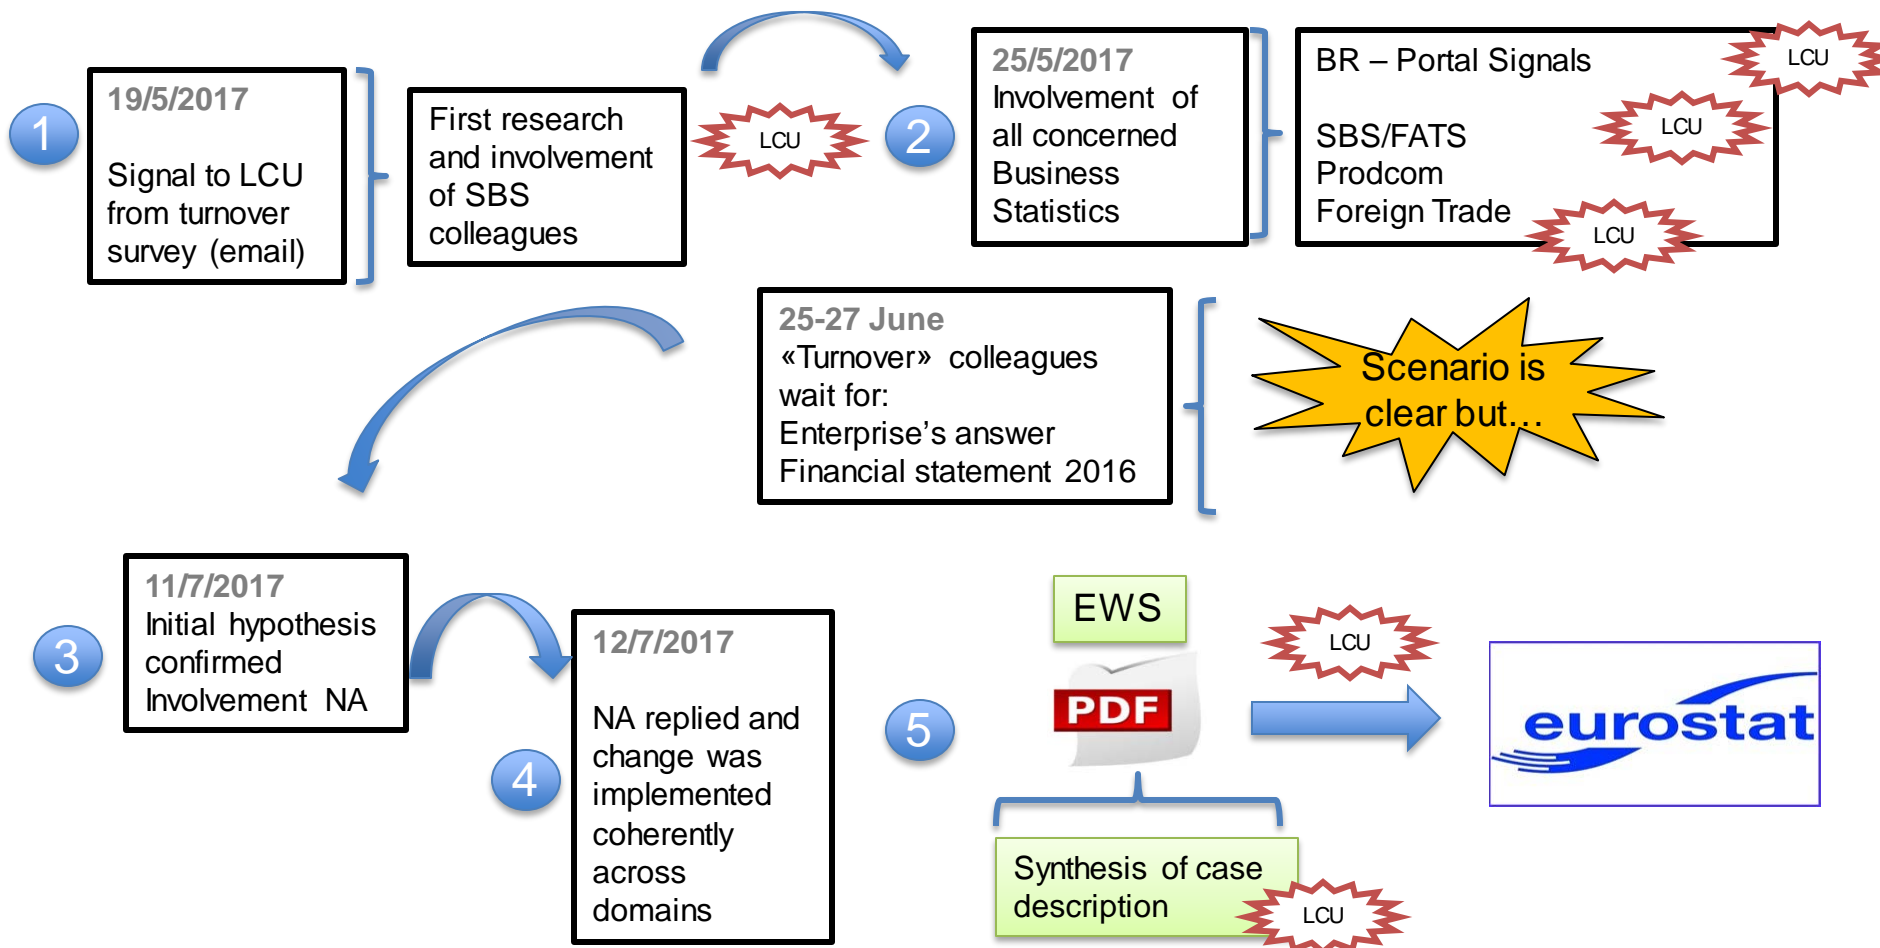 1
19/5/2017
Signal to LCU
from turnover
survey (email)
First research
and involvement
of SBS
colleagues
LCU
2
25/5/2017
Involvement of
all concerned
Business
Statistics
BR – Portal Signals
SBS/FATS
Prodcom
Foreign Trade
LCU
LCU
LCU
25-27 June
«Turnover» colleagues
wait for:
Enterprise’s answer
Financial statement 2016
Scenario is
clear but…
3
11/7/2017
Initial hypothesis
confirmed
Involvement NA
4
12/7/2017
NA replied and
change was
implemented
coherently
across
domains
5
EWS
PDF
Synthesis of case
description
LCU
LCU
eurostat